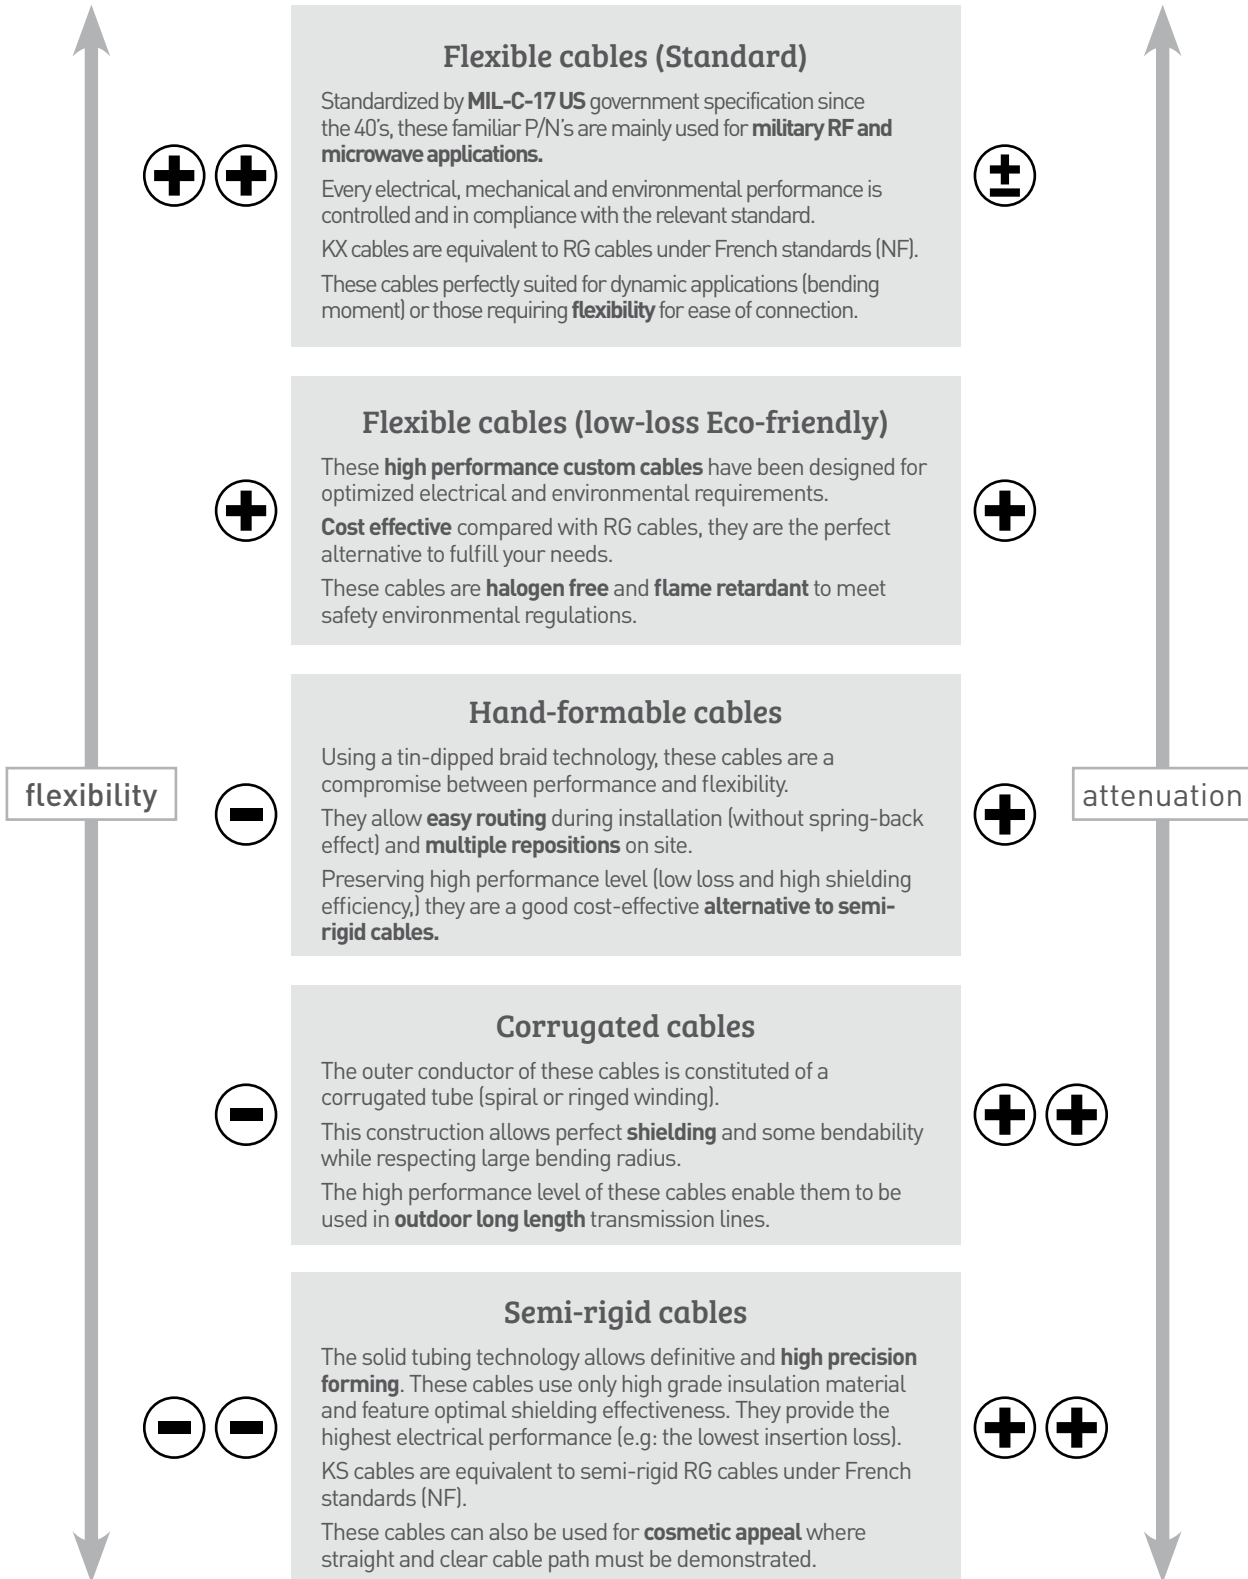 Flexible cables (Standard)
Standardized by MIL-C-17 US government specification since
the 40's, these familiar P/N's are mainly used for military RF and
microwave applications.
Every electrical, mechanical and environmental performance is
controlled and in compliance with the relevant standard.
KX cables are equivalent to RG cables under French standards (NF).
These cables perfectly suited for dynamic applications (bending
moment) or those requiring flexibility for ease of connection.
Flexible cables (low-loss Eco-friendly)
These high performance custom cables have been designed for
optimized electrical and environmental requirements.
Cost effective compared with RG cables, they are the perfect
alternative to fulfill your needs.
These cables are halogen free and flame retardant to meet
safety environmental regulations.
flexibility
Hand-formable cables
Using a tin-dipped braid technology, these cables are a
compromise between performance and flexibility.
They allow easy routing during installation (without spring-back
effect) and multiple repositions on site.
Preserving high performance level (low loss and high shielding
efficiency,) they are a good cost-effective alternative to semi-
rigid cables.
attenuation
Corrugated cables
The outer conductor of these cables is constituted of a
corrugated tube (spiral or ringed winding).
This construction allows perfect shielding and some bendability
while respecting large bending radius.
The high performance level of these cables enable them to be
used in outdoor long length transmission lines.
Semi-rigid cables
The solid tubing technology allows definitive and high precision
forming. These cables use only high grade insulation material
and feature optimal shielding effectiveness. They provide the
highest electrical performance (e.g: the lowest insertion loss).
KS cables are equivalent to semi-rigid RG cables under French
standards (NF).
These cables can also be used for cosmetic appeal where
straight and clear cable path must be demonstrated.